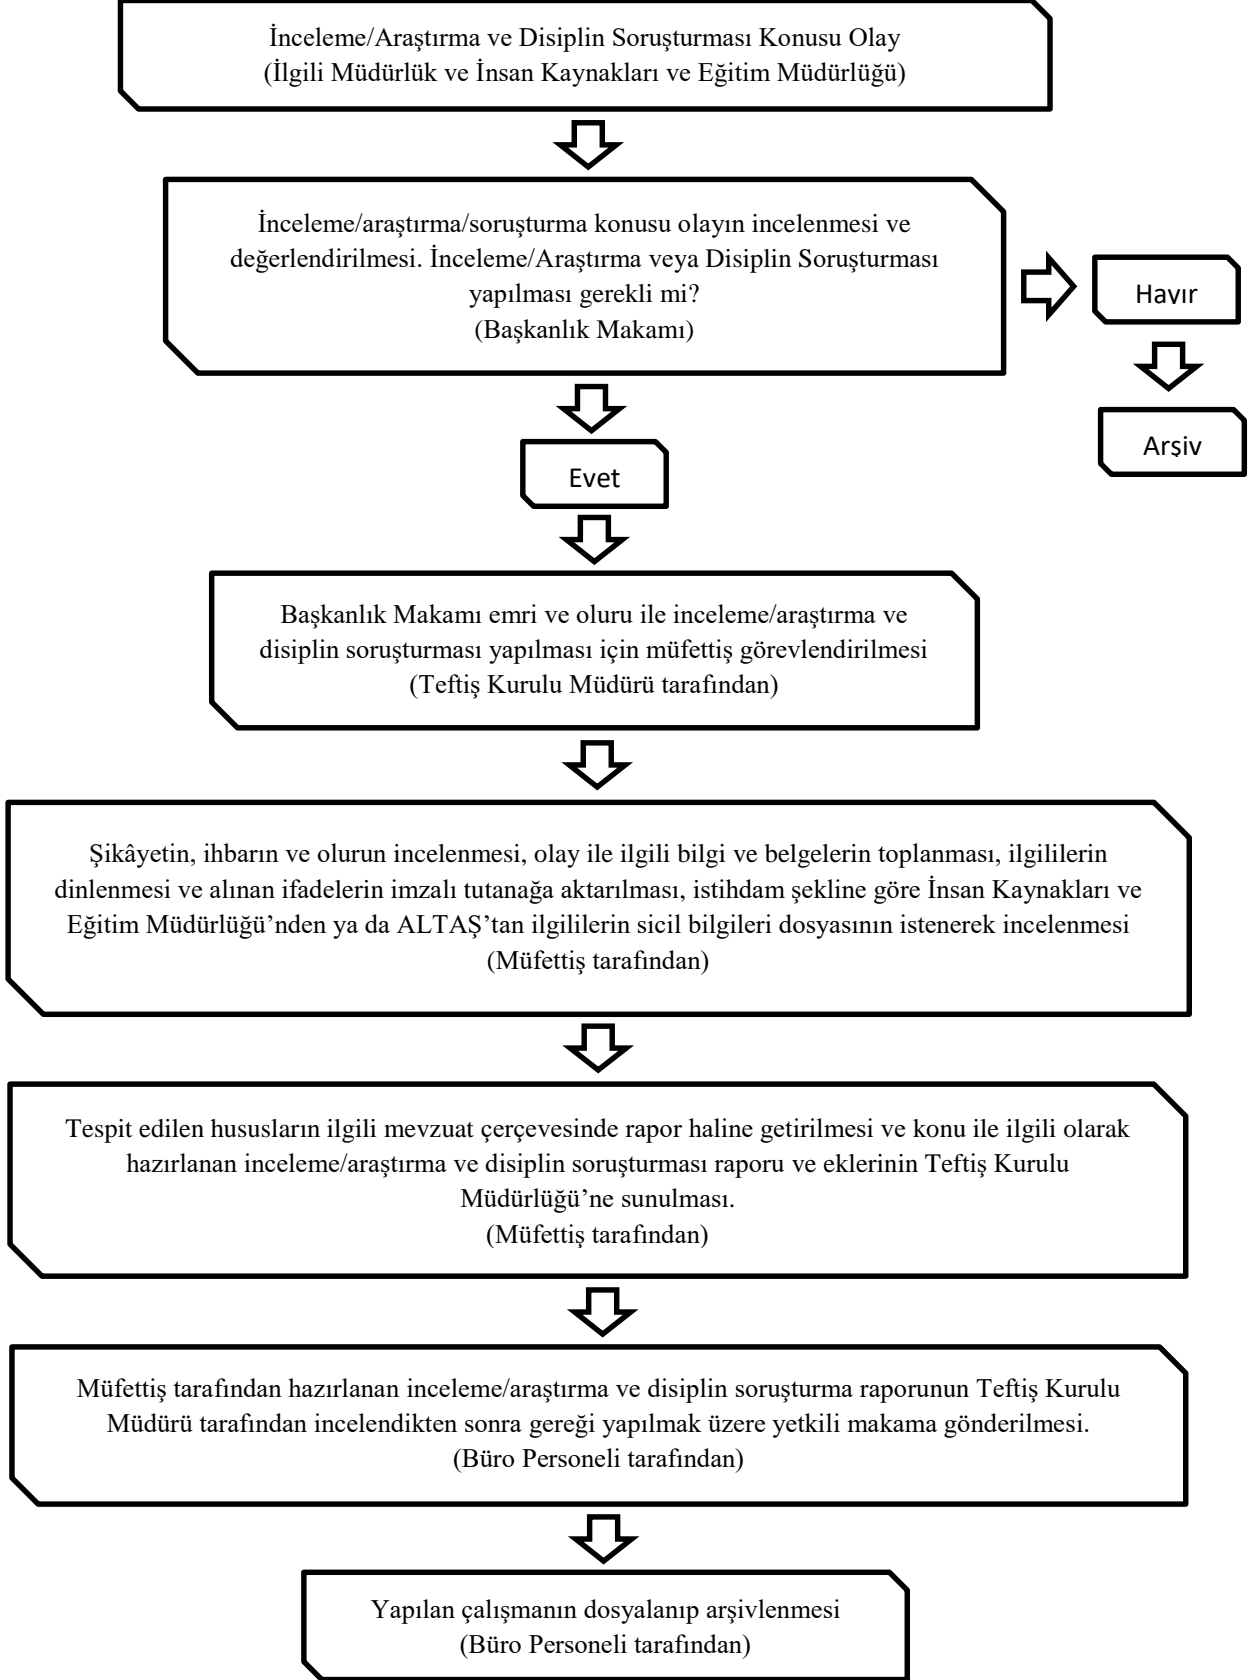 İnceleme/Araştırma ve Disiplin Soruşturması Konusu Olay
(İlgili Müdürlük ve İnsan Kaynakları ve Eğitim Müdürlüğü)
İnceleme/araştırma/soruşturma konusu olayın incelenmesi ve
değerlendirilmesi. İnceleme/Araştırma veya Disiplin Soruşturması
yapılması gerekli mi?
(Başkanlık Makamı)
Havır
Arşiv
Evet
Başkanlık Makamı emri ve oluru ile inceleme/araştırma ve
disiplin soruşturması yapılması için müfettiş görevlendirilmesi
(Teftiş Kurulu Müdürü tarafından)
Şikâyetin, ihbarın ve olurun incelenmesi, olay ile ilgili bilgi ve belgelerin toplanması, ilgililerin
dinlenmesi ve alınan ifadelerin imzalı tutanağa aktarılması, istihdam şekline göre İnsan Kaynakları ve
Eğitim Müdürlüğü’nden ya da ALTAŞ’tan ilgililerin sicil bilgileri dosyasının istenerek incelenmesi
(Müfettiş tarafından)
Tespit edilen hususların ilgili mevzuat çerçevesinde rapor haline getirilmesi ve konu ile ilgili olarak
hazırlanan inceleme/araştırma ve disiplin soruşturması raporu ve eklerinin Teftiş Kurulu
Müdürlüğü’ne sunulması.
(Müfettiş tarafından)
Müfettiş tarafından hazırlanan inceleme/araştırma ve disiplin soruşturma raporunun Teftiş Kurulu
Müdürü tarafından incelendikten sonra gereği yapılmak üzere yetkili makama gönderilmesi.
(Büro Personeli tarafından)
Yapılan çalışmanın dosyalanıp arşivlenmesi
(Büro Personeli tarafından)